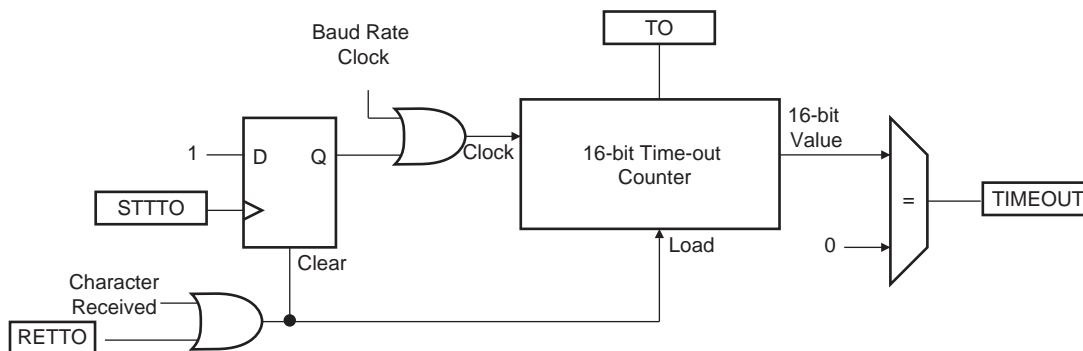 Baud Rate
Clock
TO
1
D
Q
Clock
16-bit Time-out
Counter
16-bit
Value
=
TIMEOUT
STTTO
Clear
Load
0
Character
Received
RETTO